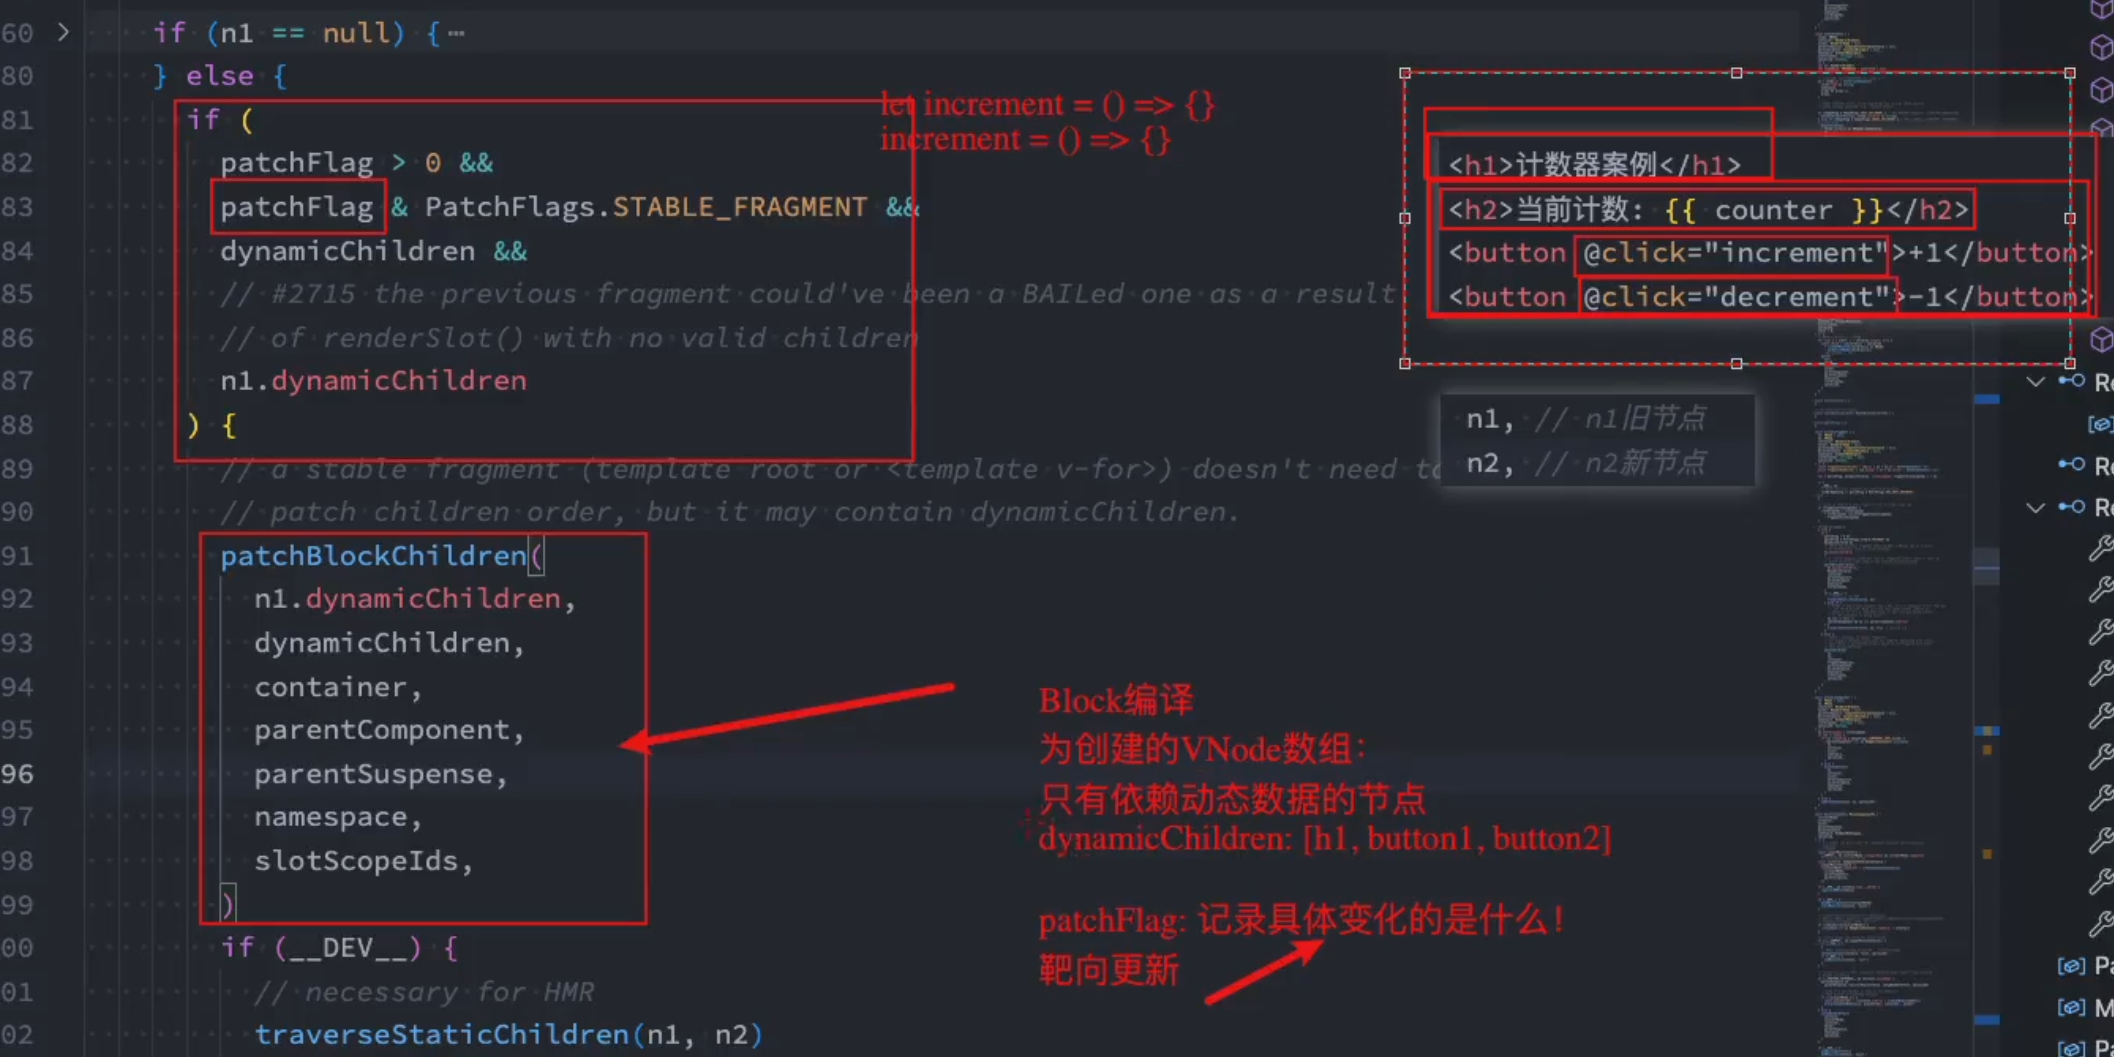 60 if (n1 == null) {
80 } else {
81 if (
82 patchFlag > 0 &&
83 patchFlag & PatchFlags.STABLE_FRAGMENT &&
84 dynamicChildren &&
85 // #2715 the previous fragment could've been a BAILed one as a result
86 // of renderSlot() with no valid children
87 n1.dynamicChildren
88 ) {
89 // a stable fragment (template root or <template v-for>) doesn't need to
90 // patch children order, but it may contain dynamicChildren.
91 patchBlockChildren(
92 n1.dynamicChildren,
93 dynamicChildren,
94 container,
95 parentComponent,
96 parentSuspense,
97 namespace,
98 slotScopeIds,
99 )
00 if (__DEV__) {
01 // necessary for HMR
02 traverseStaticChildren(n1, n2)
let increment = () => {}
increment = () => {}
<h1>计数器案例</h1>
<h2>当前计数: {{ counter }}</h2>
<button @click="increment">+1</button>
<button @click="decrement">-1</button>
n1, // n1旧节点
n2, // n2新节点
Block编译
为创建的VNode数组：
只有依赖动态数据的节点
dynamicChildren: [h1, button1, button2]
patchFlag: 记录具体变化的是什么！
靶向更新